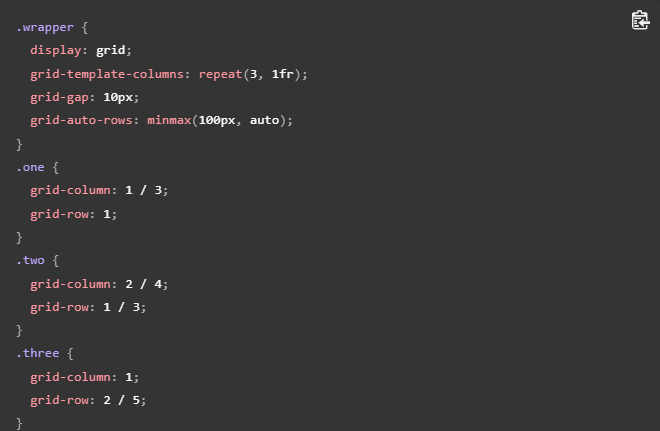 .wrapper {
  display: grid;
  grid-template-columns: repeat(3, 1fr);
  grid-gap: 10px;
  grid-auto-rows: minmax(100px, auto);
}
.one {
  grid-column: 1 / 3;
  grid-row: 1;
}
.two {
  grid-column: 2 / 4;
  grid-row: 1 / 3;
}
.three {
  grid-column: 1;
  grid-row: 2 / 5;
}